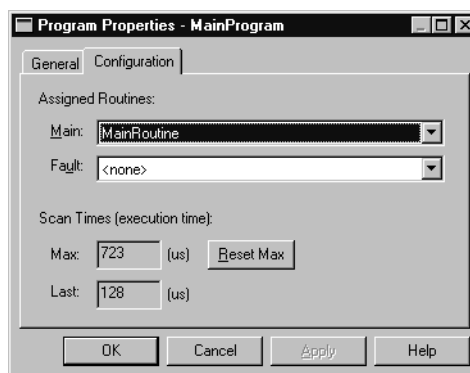 Program Properties - MainProgram
General Configuration
Assigned Routines:
Main: MainRoutine
Fault: <none>
Scan Times (execution time):
Max: 723 (us) Reset Max
Last: 128 (us)
OK Cancel Apply Help